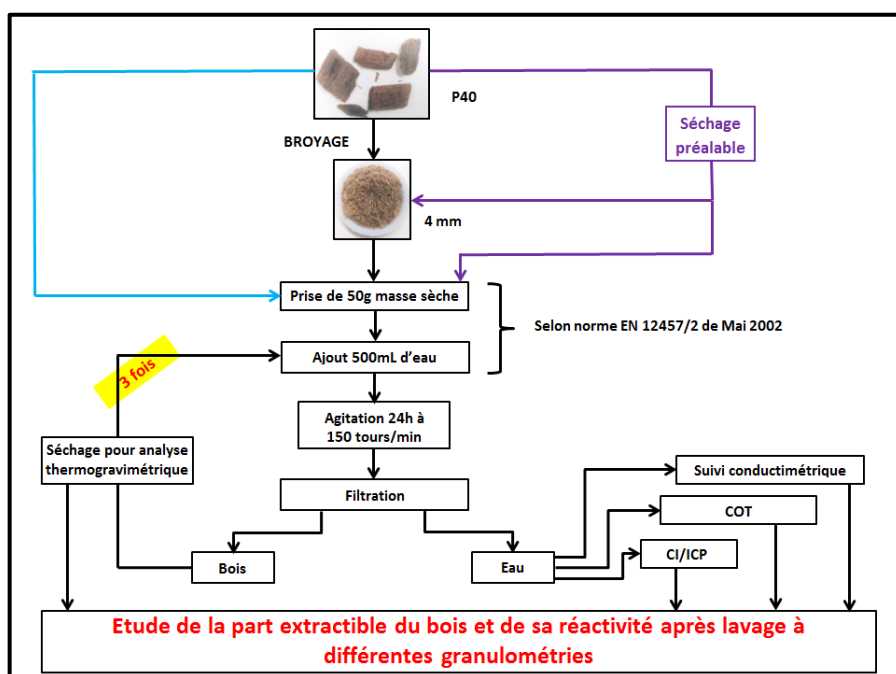 P40
Séchage
préalable
BROYAGE
4 mm
Prise de 50g masse sèche
Selon norme EN 12457/2 de Mai 2002
Ajout 500mL d'eau
3 fois
Agitation 24h à
150 tours/min
Séchage pour analyse
thermogravimétrique
Suivi conductimétrique
Filtration
COT
CI/ICP
Bois
Eau
Etude de la part extractible du bois et de sa réactivité après lavage à
différentes granulométries